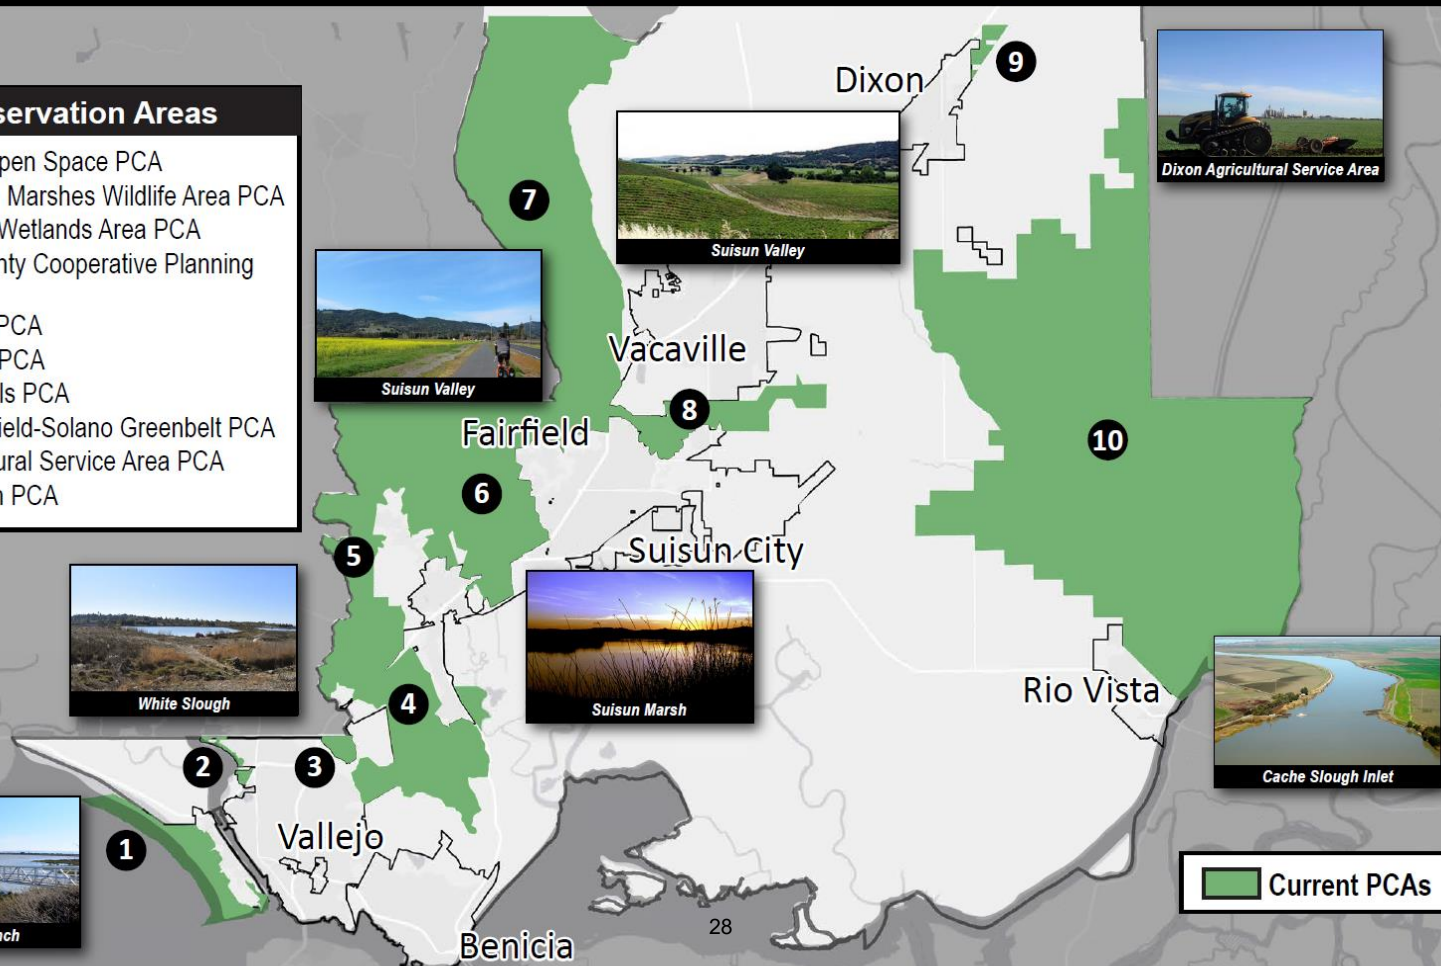 servation Areas
pen Space PCA
Marshes Wildlife Area PCA
Wetlands Area PCA
nty Cooperative Planning
PCA
PCA
ls PCA
ield-Solano Greenbelt PCA
ural Service Area PCA
n PCA
Dixon
9
Dixon Agricultural Service Area
7
Suisun Valley
Suisun Valley
Vacaville
8
Fairfield
10
6
5
Suisun City
White Slough
4
Suisun Marsh
Rio Vista
2
3
Cache Slough Inlet
1
Vallejo
Current PCAs
nch
28
Benicia